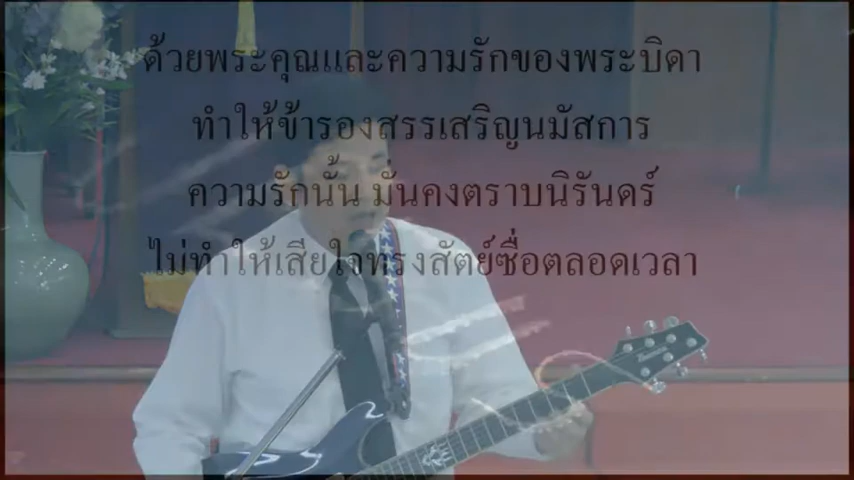 ด้วยพระคุณและความรักของพระบิดา
ทำให้ข้ารองสรรเสริญนมัสการ
ความรักนั้น มันคงตราบนิรันดร์
ไม่ทำให้เสียใจทรงสัตย์ซื่อตลอดเวลา